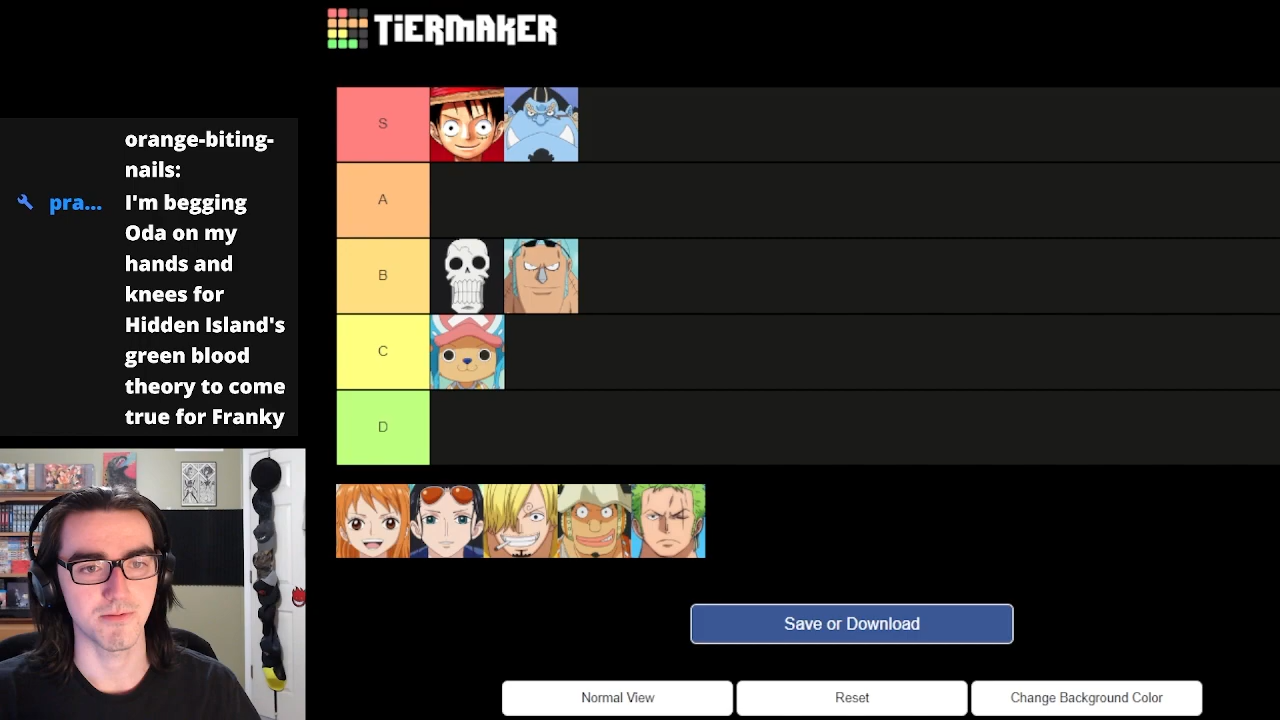 TiERMAKER
orange-biting-
nails:
pra... I'm begging
Oda on my
hands and
knees for
Hidden Island's
green blood
theory to come
true for Franky
S
A
B
C
D
Save or Download
Normal View
Reset
Change Background Color